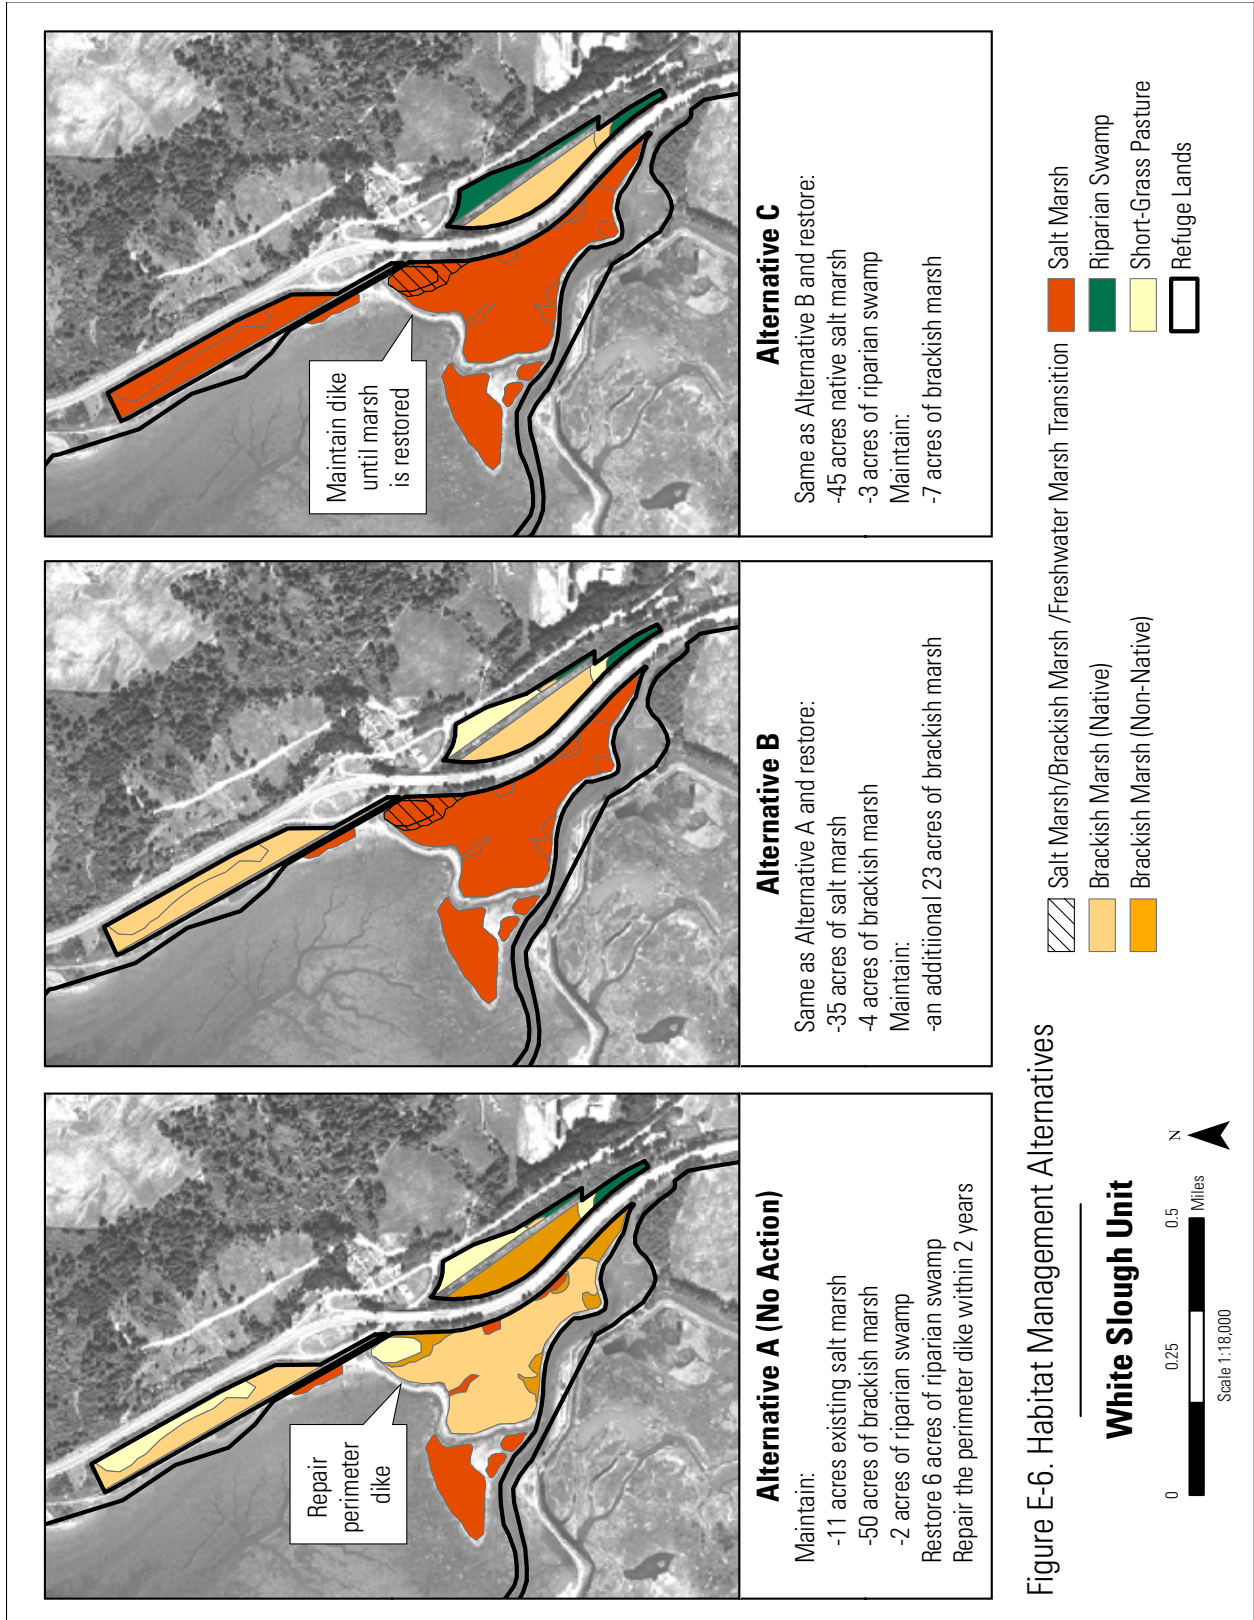 Repair
perimeter
dike
Alternative A (No Action)
Maintain:
-11 acres existing salt marsh
-50 acres of brackish marsh
-2 acres of riparian swamp
Restore 6 acres of riparian swamp
Repair the perimeter dike within 2 years
Alternative B
Same as Alternative A and restore:
-35 acres of salt marsh
-4 acres of brackish marsh
Maintain:
-an additional 23 acres of brackish marsh
Maintain dike
until marsh
is restored
Alternative C
Same as Alternative B and restore:
-45 acres native salt marsh
-3 acres of riparian swamp
Maintain:
-7 acres of brackish marsh
Figure E-6. Habitat Management Alternatives
White Slough Unit
0
0.25
0.5
Miles
Scale 1:18,000
N
Salt Marsh/Brackish Marsh /Freshwater Marsh Transition
Brackish Marsh (Native)
Brackish Marsh (Non-Native)
Salt Marsh
Riparian Swamp
Short-Grass Pasture
Refuge Lands